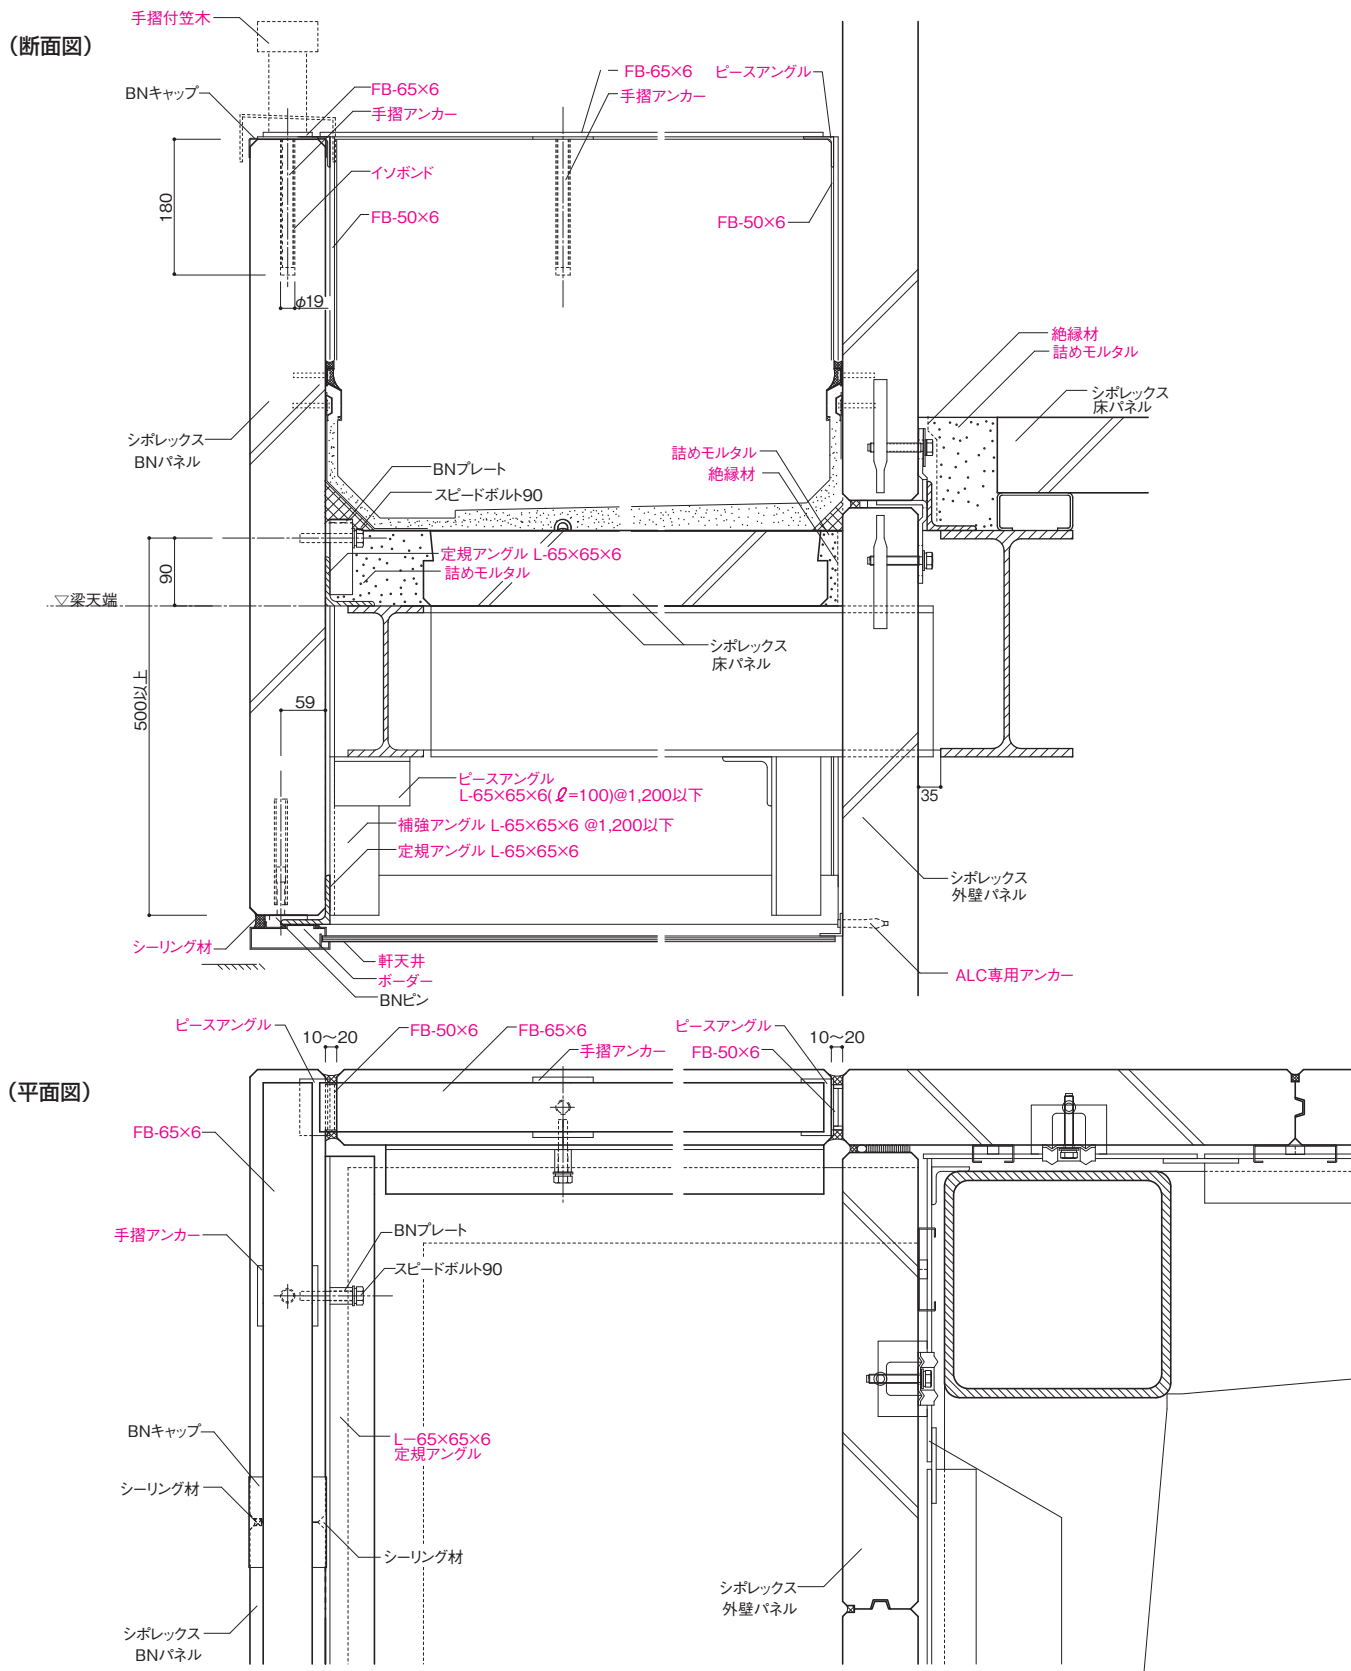 手摺付笠木
（断面図）
FB-65×6
BNキャップ
手摺アンカー
FB-65×6
ピースアングル
手摺アンカー
イソボンド
180
FB-50×6
FB-50×6
φ19
絶縁材
詰めモルタル
シポレックス
床パネル
シポレックス
BNパネル
BNプレート
スピードボルト90
詰めモルタル
絶縁材
定規アングル L-65×65×6
詰めモルタル
90
▽梁天端
シポレックス
床パネル
500以上
59
ピースアングル
L-65×65×6(ℓ=100)@1,200以下
35
補強アングル L-65×65×6 @1,200以下
定規アングル L-65×65×6
シポレックス
外壁パネル
シーリング材
軒天井
ボーダー
BNピン
ALC専用アンカー
ピースアングル
10〜20
FB-50×6
FB-65×6
手摺アンカー
ピースアングル
FB-50×6
10〜20
（平面図）
FB-65×6
手摺アンカー
BNプレート
スピードボルト90
BNキャップ
L−65×65×6
定規アングル
シーリング材
シーリング材
シポレックス
外壁パネル
シポレックス
BNパネル